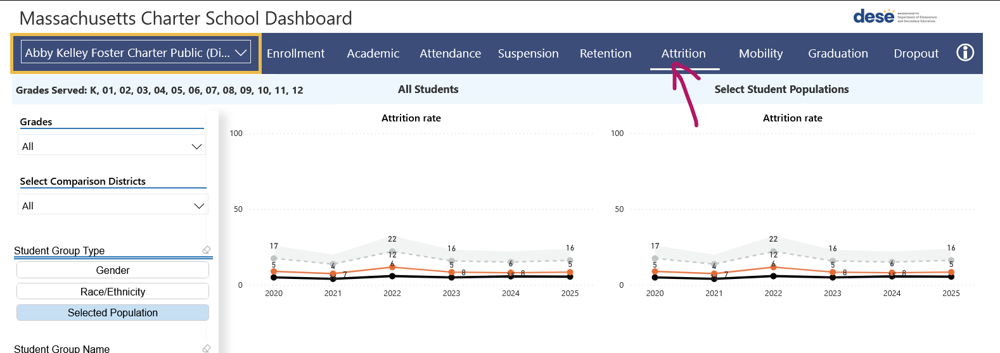 Massachusetts Charter School Dashboard
dese
MASSACHUSETTS
Department of Elementary
and Secondary Education
Abby Kelley Foster Charter Public (Di...
Enrollment Academic Attendance Suspension Retention Attrition Mobility Graduation Dropout
Grades Served: K, 01, 02, 03, 04, 05, 06, 07, 08, 09, 10, 11, 12
All Students
Select Student Populations
Grades
All
Select Comparison Districts
All
Student Group Type
Gender
Race/Ethnicity
Selected Population
Student Group Name
Attrition rate
100
50
0
17 22 16 16
12
5 4 6 5 6 5
7 8 8
2020 2021 2022 2023 2024 2025
Attrition rate
100
50
0
17 22 16 16
12
5 4 6 5 6 5
7 8 8
2020 2021 2022 2023 2024 2025